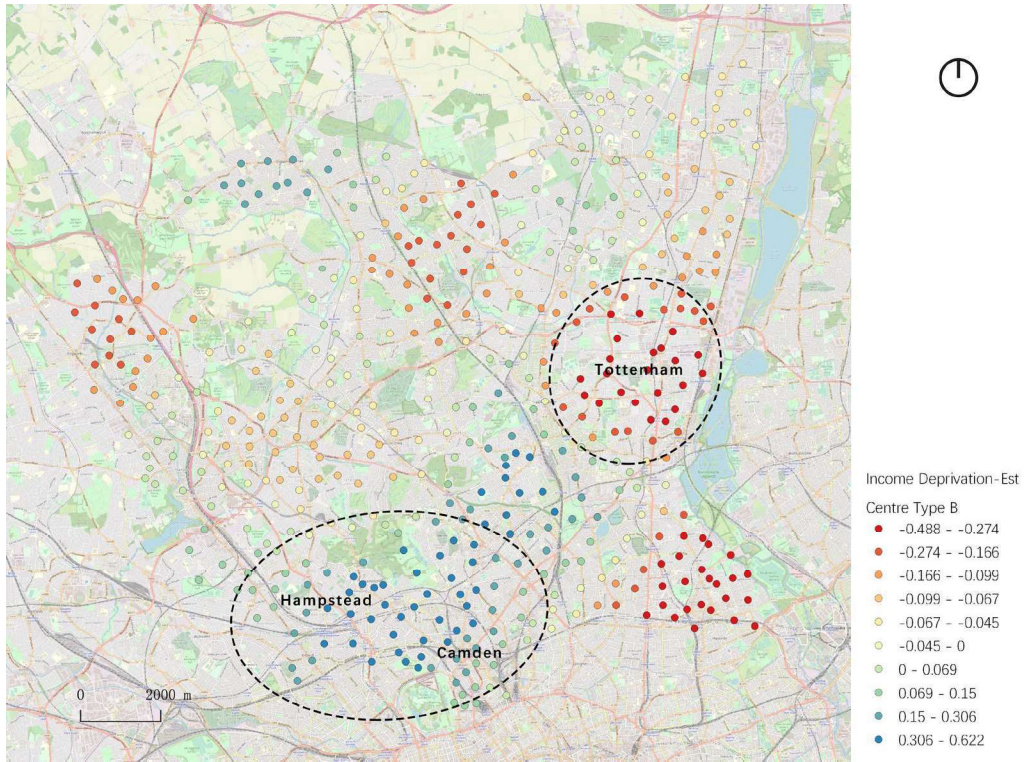 Tottenham
Hampstead
Camden
0 2000 m
Income Deprivation-Est
Centre Type B
-0.488 - -0.274
-0.274 - -0.166
-0.166 - -0.099
-0.099 - -0.067
-0.067 - -0.045
-0.045 - 0
0 - 0.069
0.069 - 0.15
0.15 - 0.306
0.306 - 0.622